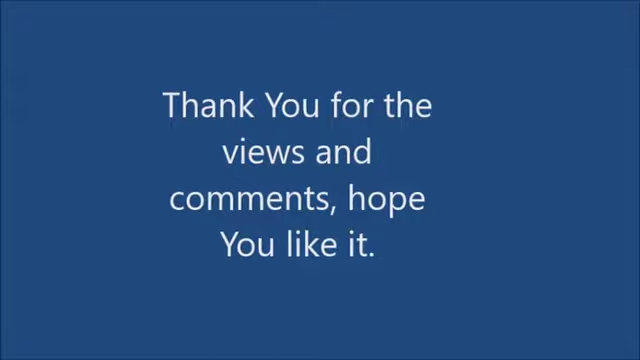 Thank You for the
views and
comments, hope
You like it.